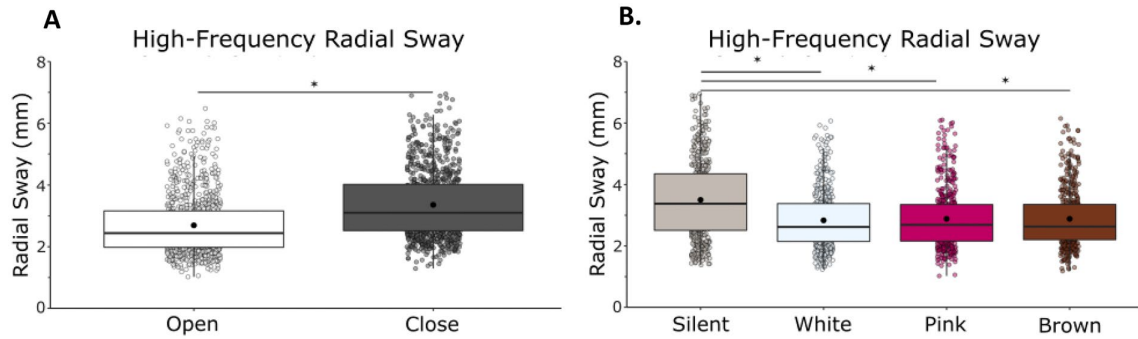 A
High-Frequency Radial Sway
*
Radial Sway (mm)
8
6
4
2
0
Open Close
B.
High-Frequency Radial Sway
*
*
*
Radial Sway (mm)
8
6
4
2
0
Silent White Pink Brown